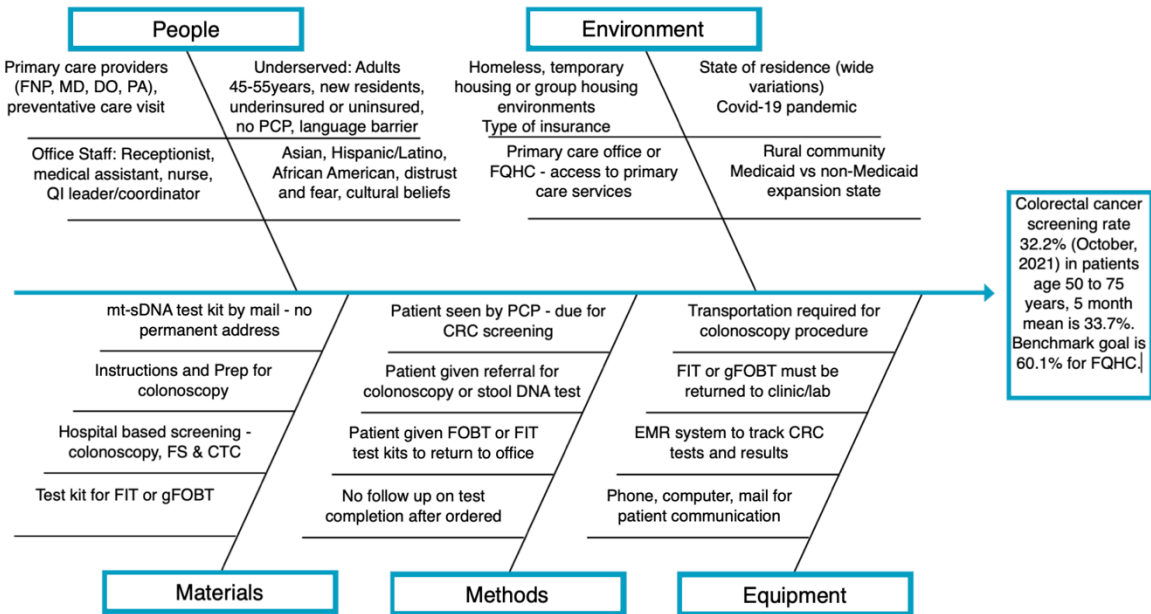 People
Environment
Primary care providers
(FNP, MD, DO, PA),
preventative care visit
Underserved: Adults
45-55years, new residents,
underinsured or uninsured,
no PCP, language barrier
Homeless, temporary
housing or group housing
environments
Type of insurance
State of residence (wide
variations)
Covid-19 pandemic
Office Staff: Receptionist,
medical assistant, nurse,
QI leader/coordinator
Asian, Hispanic/Latino,
African American, distrust
and fear, cultural beliefs
Primary care office or
FQHC - access to primary
care services
Rural community
Medicaid vs non-Medicaid
expansion state
Colorectal cancer
screening rate
32.2% (October,
2021) in patients
age 50 to 75
years, 5 month
mean is 33.7%.
Benchmark goal is
60.1% for FQHC.
mt-sDNA test kit by mail - no
permanent address
Instructions and Prep for
colonoscopy
Hospital based screening -
colonoscopy, FS & CTC
Test kit for FIT or gFOBT
Patient seen by PCP - due for
CRC screening
Patient given referral for
colonoscopy or stool DNA test
Patient given FOBT or FIT
test kits to return to office
No follow up on test
completion after ordered
Transportation required for
colonoscopy procedure
FIT or gFOBT must be
returned to clinic/lab
EMR system to track CRC
tests and results
Phone, computer, mail for
patient communication
Materials
Methods
Equipment